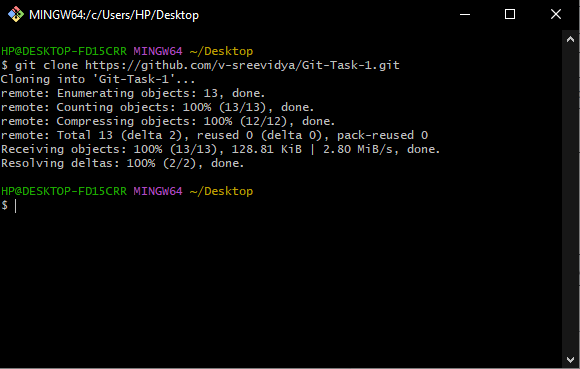 MINGW64:/c/Users/HP/Desktop
HP@DESKTOP-FD15CRR MINGW64 ~/Desktop
$ git clone https://github.com/v-sreevidya/Git-Task-1.git
Cloning into 'Git-Task-1'...
remote: Enumerating objects: 13, done.
remote: Counting objects: 100% (13/13), done.
remote: Compressing objects: 100% (12/12), done.
remote: Total 13 (delta 2), reused 0 (delta 0), pack-reused 0
Receiving objects: 100% (13/13), 128.81 KiB | 2.80 MiB/s, done.
Resolving deltas: 100% (2/2), done.
HP@DESKTOP-FD15CRR MINGW64 ~/Desktop
$